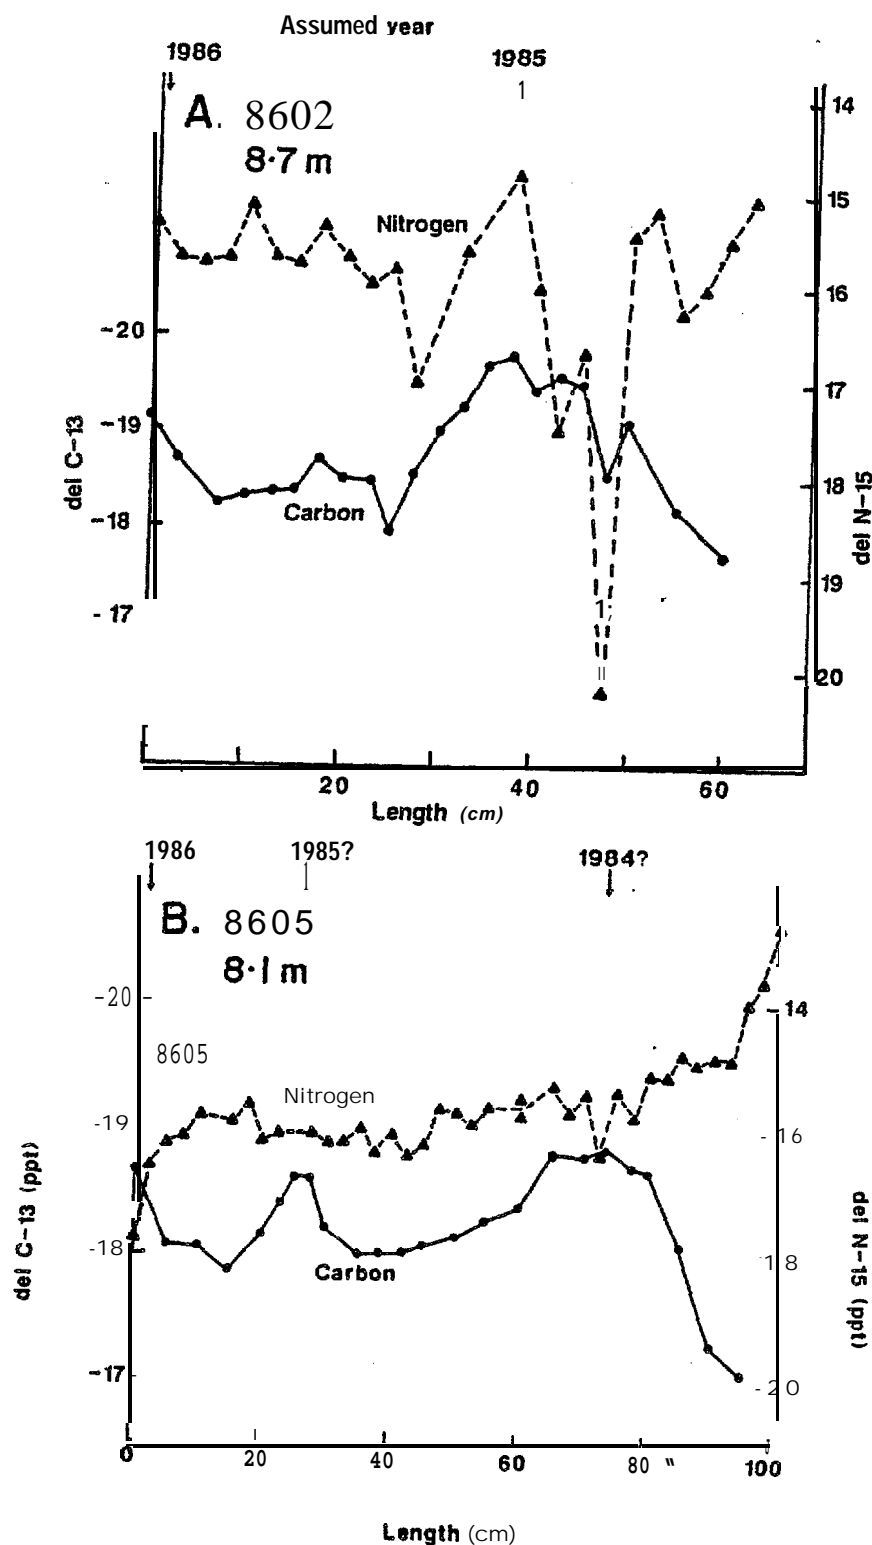 Assumed year
1986
1985
1
A. 8602
8·7 m
14
15
16
17
18
19
20
del N-15
Nitrogen
Carbon
-20
-19
-18
-17
del C-13
1
20
40
60
Length (cm)
1986
1985?
1984?
B. 8605
8·1 m
8605
Nitrogen
Carbon
-20
-19
-18
-17
del C-13 (ppt)
-14
-16
18
-20
del N-15 (ppt)
0
20
40
60
80 "
100
Length (cm)